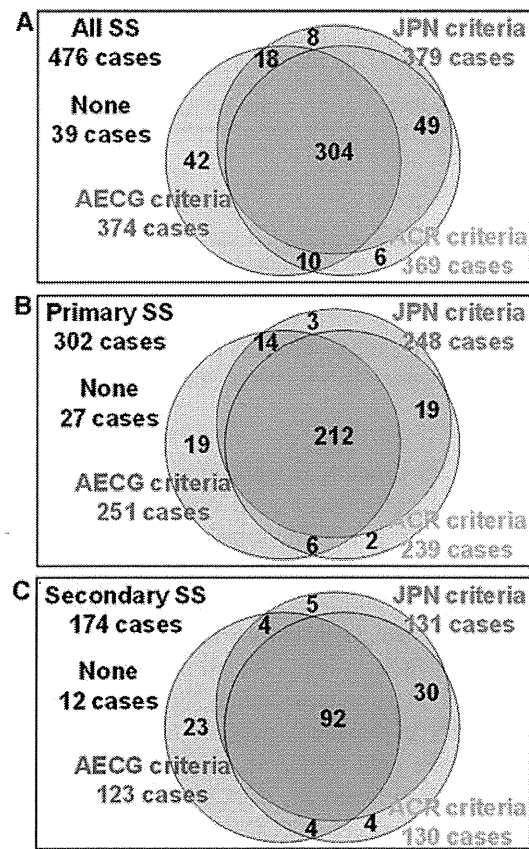 A
All SS
476 cases
8
JPN criteria
379 cases
18
None
39 cases
49
42
304
AECG criteria
374 cases
10
6
ACR criteria
369 cases
B
Primary SS
302 cases
3
JPN criteria
248 cases
14
None
27 cases
19
19
212
AECG criteria
251 cases
6
2
ACR criteria
239 cases
C
Secondary SS
174 cases
5
JPN criteria
131 cases
4
None
12 cases
30
23
92
AECG criteria
123 cases
4
4
ACR criteria
130 cases